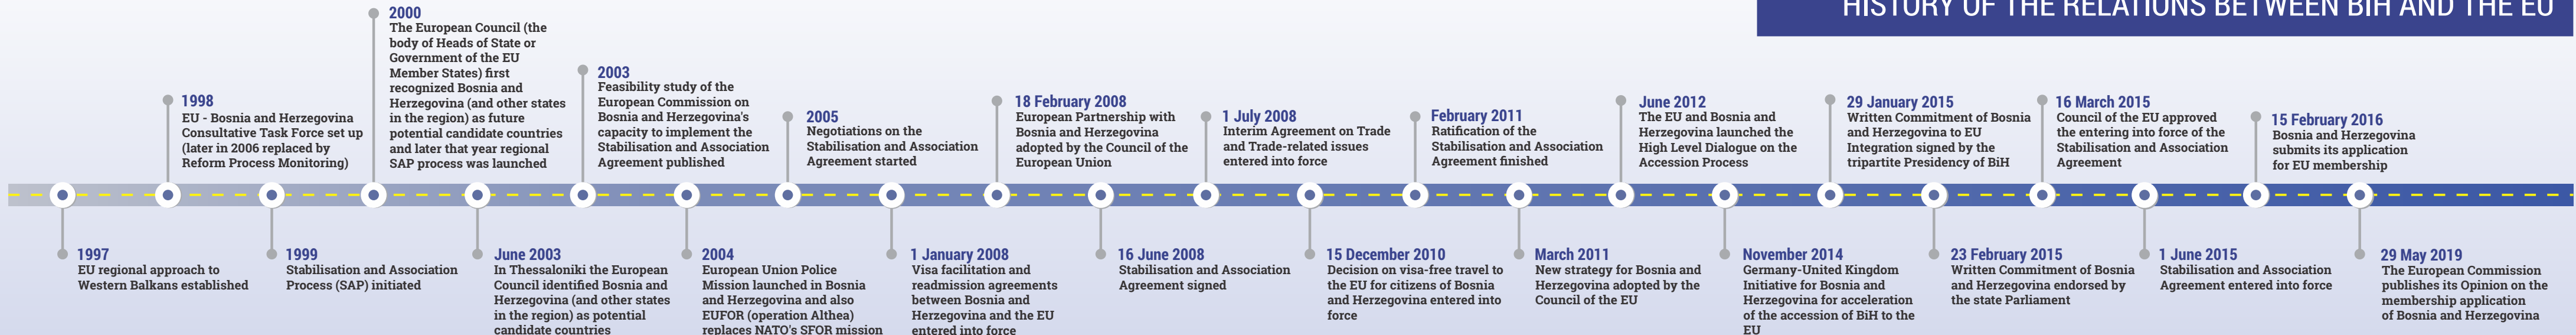 HISTORY OF THE RELATIONS BETWEEN BIH AND THE EU
1997
EU regional approach to
Western Balkans established
1998
EU - Bosnia and Herzegovina
Consultative Task Force set up
(later in 2006 replaced by
Reform Process Monitoring)
1999
Stabilisation and Association
Process (SAP) initiated
2000
The European Council (the
body of Heads of State or
Government of the EU
Member States) first
recognized Bosnia and
Herzegovina (and other states
in the region) as future
potential candidate countries
and later that year regional
SAP process was launched
June 2003
In Thessaloniki the European
Council identified Bosnia and
Herzegovina (and other states
in the region) as potential
candidate countries
2003
Feasibility study of the
European Commission on
Bosnia and Herzegovina's
capacity to implement the
Stabilisation and Association
Agreement published
2004
European Union Police
Mission launched in Bosnia
and Herzegovina and also
EUFOR (operation Althea)
replaces NATO's SFOR mission
2005
Negotiations on the
Stabilisation and Association
Agreement started
1 January 2008
Visa facilitation and
readmission agreements
between Bosnia and
Herzegovina and the EU
entered into force
18 February 2008
European Partnership with
Bosnia and Herzegovina
adopted by the Council of the
European Union
16 June 2008
Stabilisation and Association
Agreement signed
1 July 2008
Interim Agreement on Trade
and Trade-related issues
entered into force
15 December 2010
Decision on visa-free travel to
the EU for citizens of Bosnia
and Herzegovina entered into
force
February 2011
Ratification of the
Stabilisation and Association
Agreement finished
March 2011
New strategy for Bosnia and
Herzegovina adopted by the
Council of the EU
June 2012
The EU and Bosnia and
Herzegovina launched the
High Level Dialogue on the
Accession Process
November 2014
Germany-United Kingdom
Initiative for Bosnia and
Herzegovina for acceleration
of the accession of BiH to the
EU
29 January 2015
Written Commitment of Bosnia
and Herzegovina to EU
Integration signed by the
tripartite Presidency of BiH
23 February 2015
Written Commitment of Bosnia
and Herzegovina endorsed by
the state Parliament
16 March 2015
Council of the EU approved
the entering into force of the
Stabilisation and Association
Agreement
1 June 2015
Stabilisation and Association
Agreement entered into force
15 February 2016
Bosnia and Herzegovina
submits its application
for EU membership
29 May 2019
The European Commission
publishes its Opinion on the
membership application
of Bosnia and Herzegovina